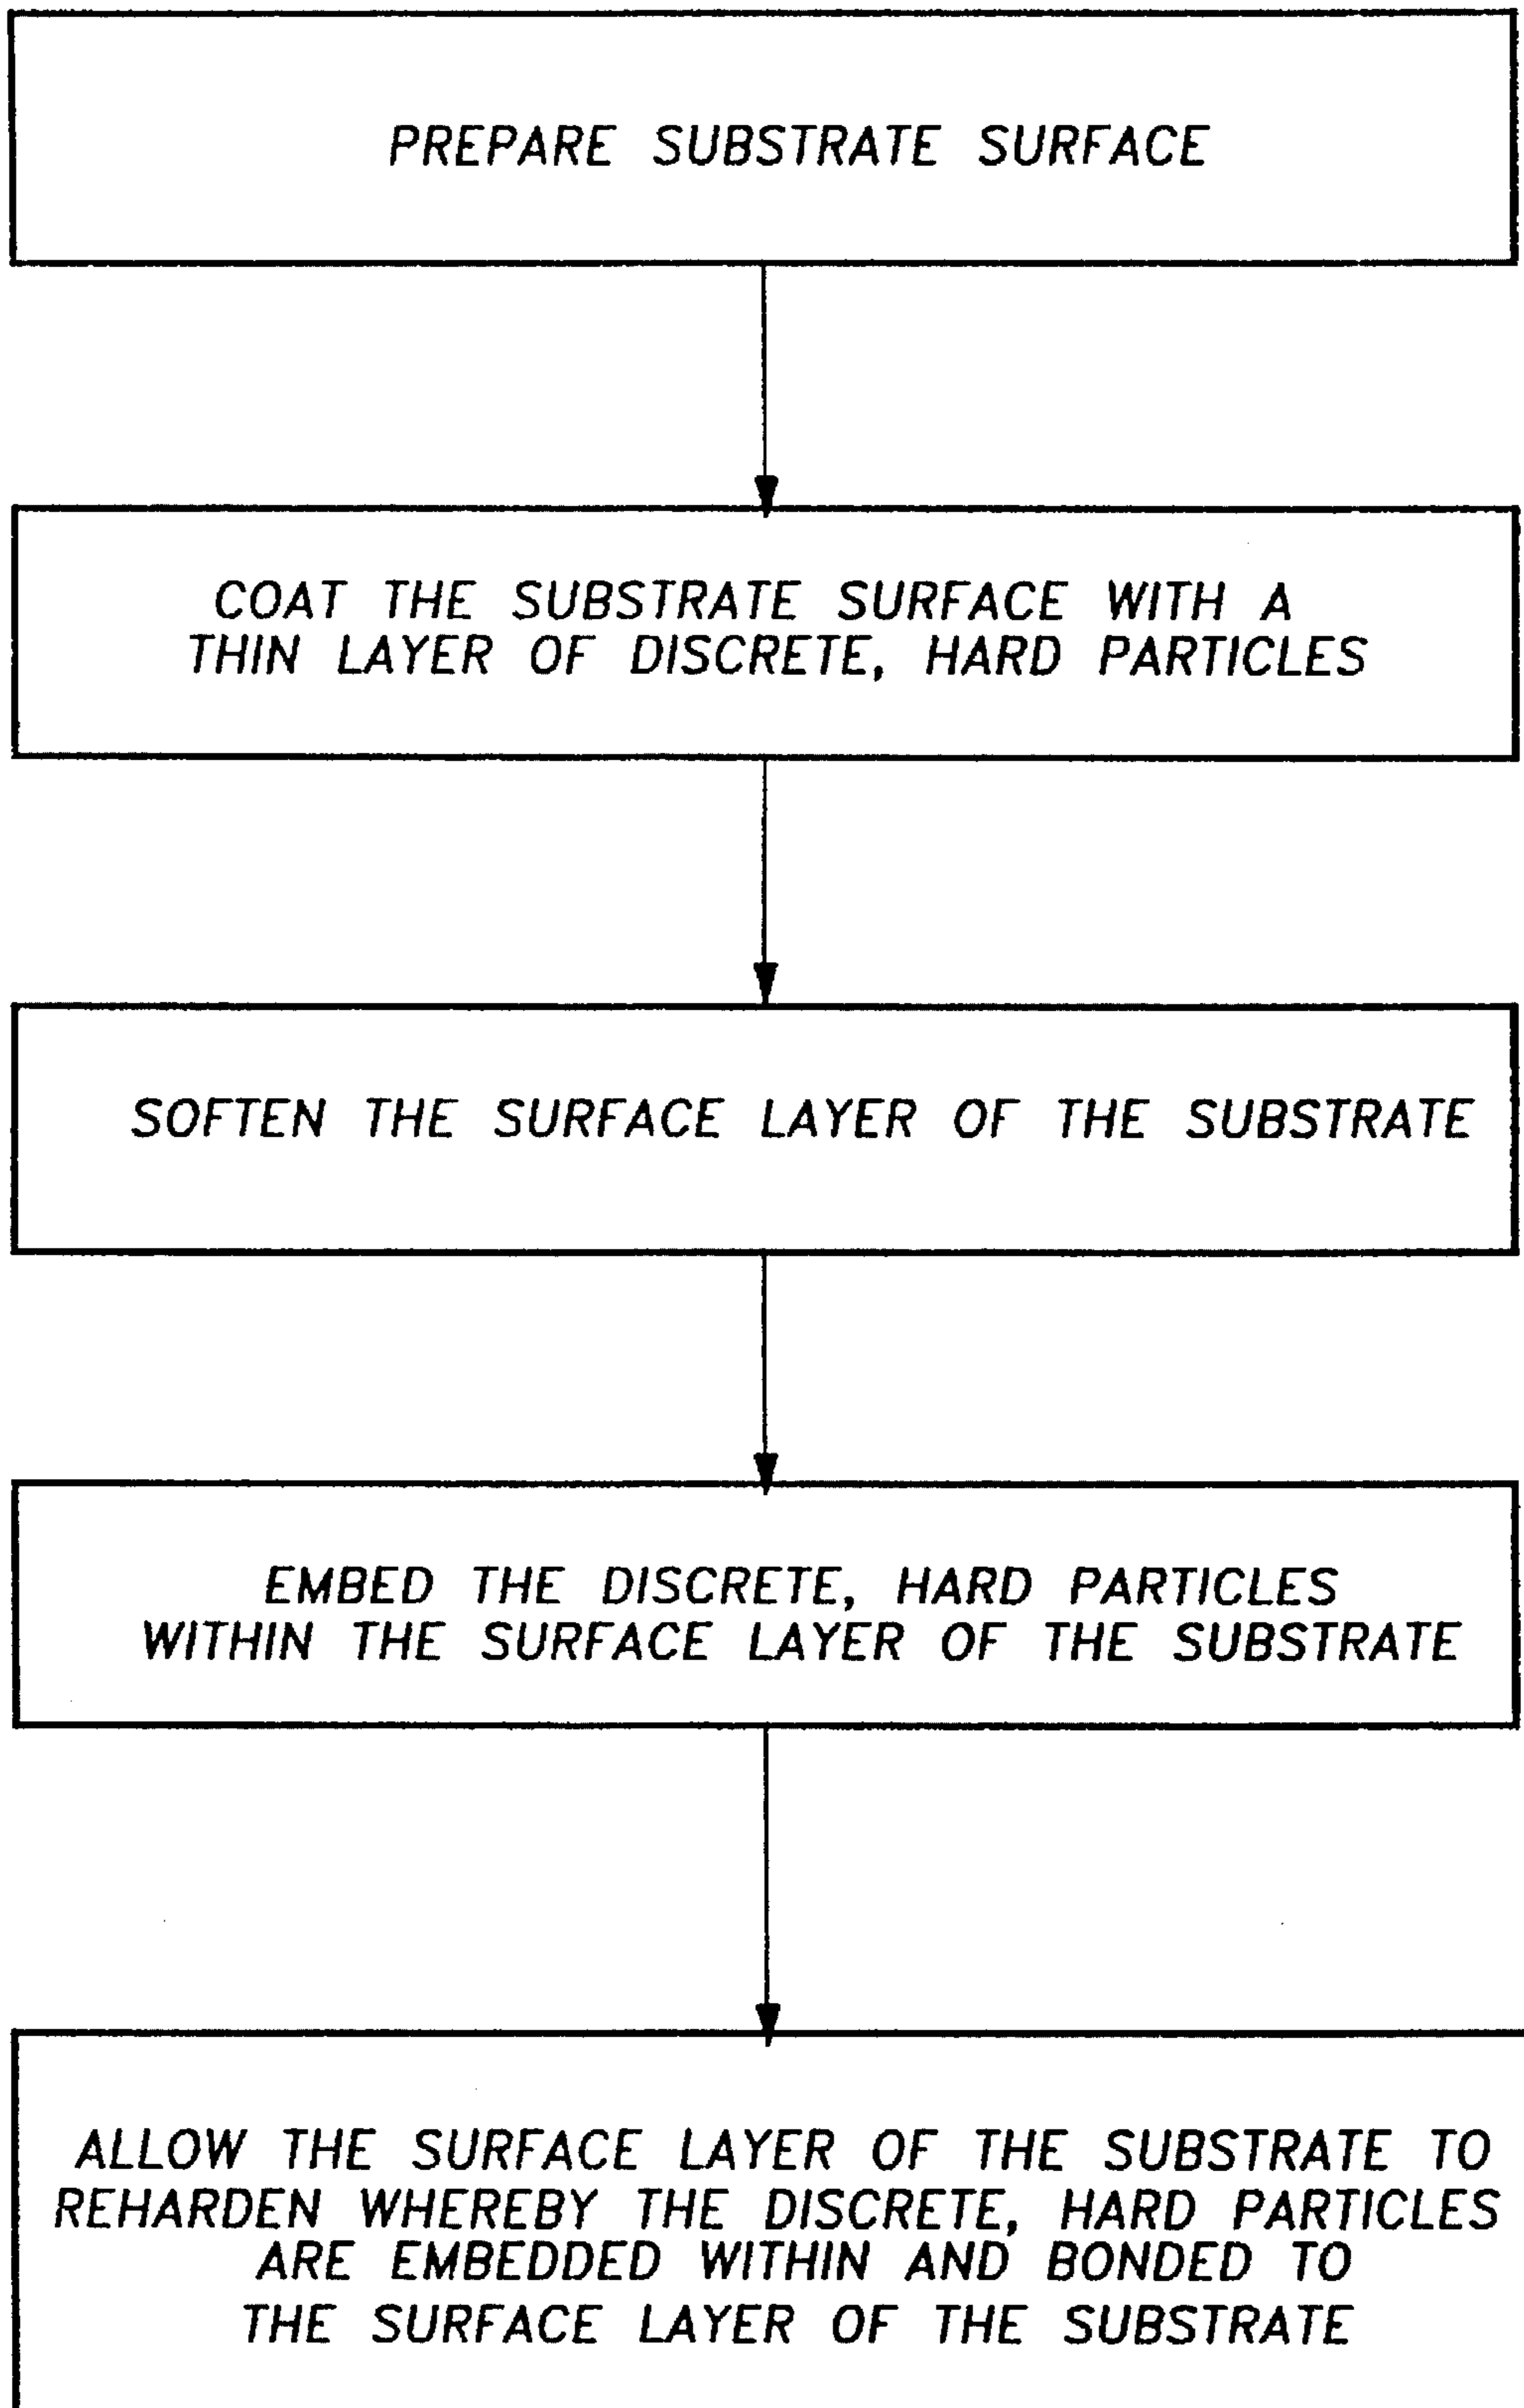 PREPARE SUBSTRATE SURFACE
COAT THE SUBSTRATE SURFACE WITH A
THIN LAYER OF DISCRETE, HARD PARTICLES
SOFTEN THE SURFACE LAYER OF THE SUBSTRATE
EMBED THE DISCRETE, HARD PARTICLES
WITHIN THE SURFACE LAYER OF THE SUBSTRATE
ALLOW THE SURFACE LAYER OF THE SUBSTRATE TO
REHARDEN WHEREBY THE DISCRETE, HARD PARTICLES
ARE EMBEDDED WITHIN AND BONDED TO
THE SURFACE LAYER OF THE SUBSTRATE